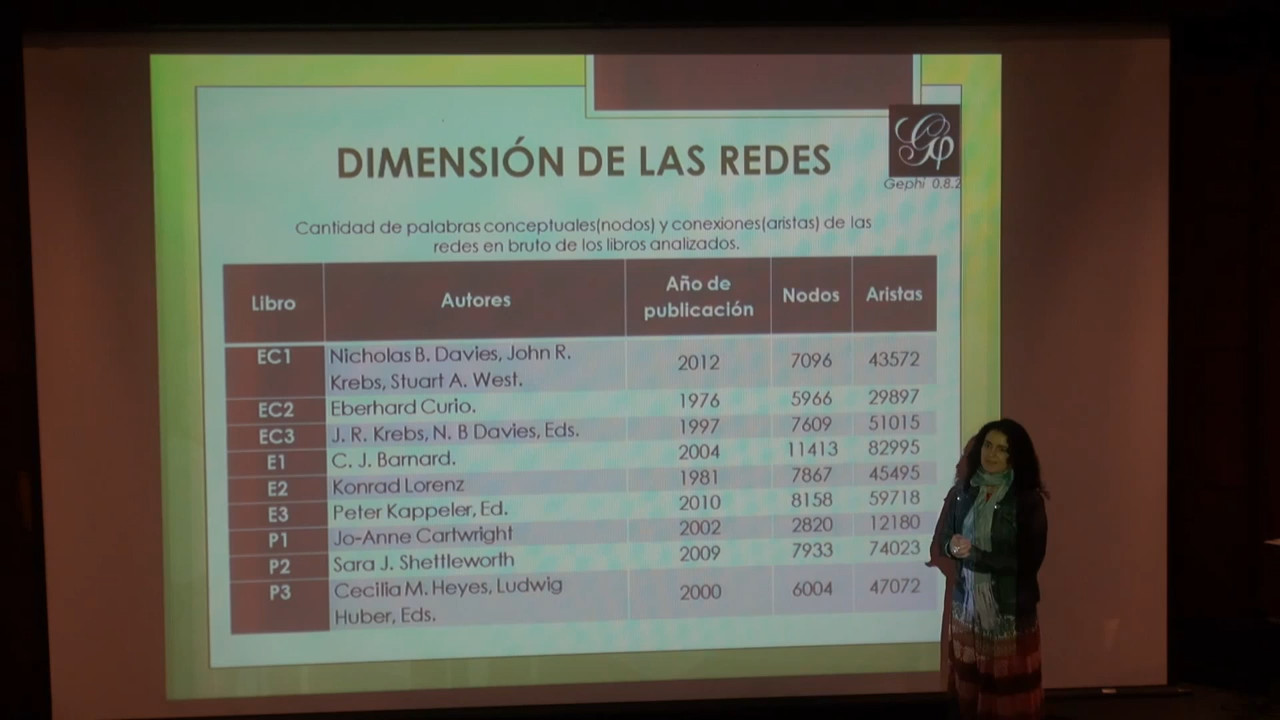 DIMENSIÓN DE LAS REDES
Gephi 0.8.2
Cantidad de palabras conceptuales(nodos) y conexiones(aristas) de las
redes en bruto de los libros analizados.
Libro Autores Año de publicación Nodos Aristas
EC1 Nicholas B. Davies, John R. Krebs, Stuart A. West. 2012 7096 43572
EC2 Eberhard Curio. 1976 5966 29897
EC3 J. R. Krebs, N. B Davies, Eds. 1997 7609 51015
E1 C. J. Barnard. 2004 11413 82995
E2 Konrad Lorenz 1981 7867 45495
E3 Peter Kappeler, Ed. 2010 8158 59718
P1 Jo-Anne Cartwright 2002 2820 12180
P2 Sara J. Shettleworth 2009 7933 74023
P3 Cecilia M. Heyes, Ludwig Huber, Eds. 2000 6004 47072